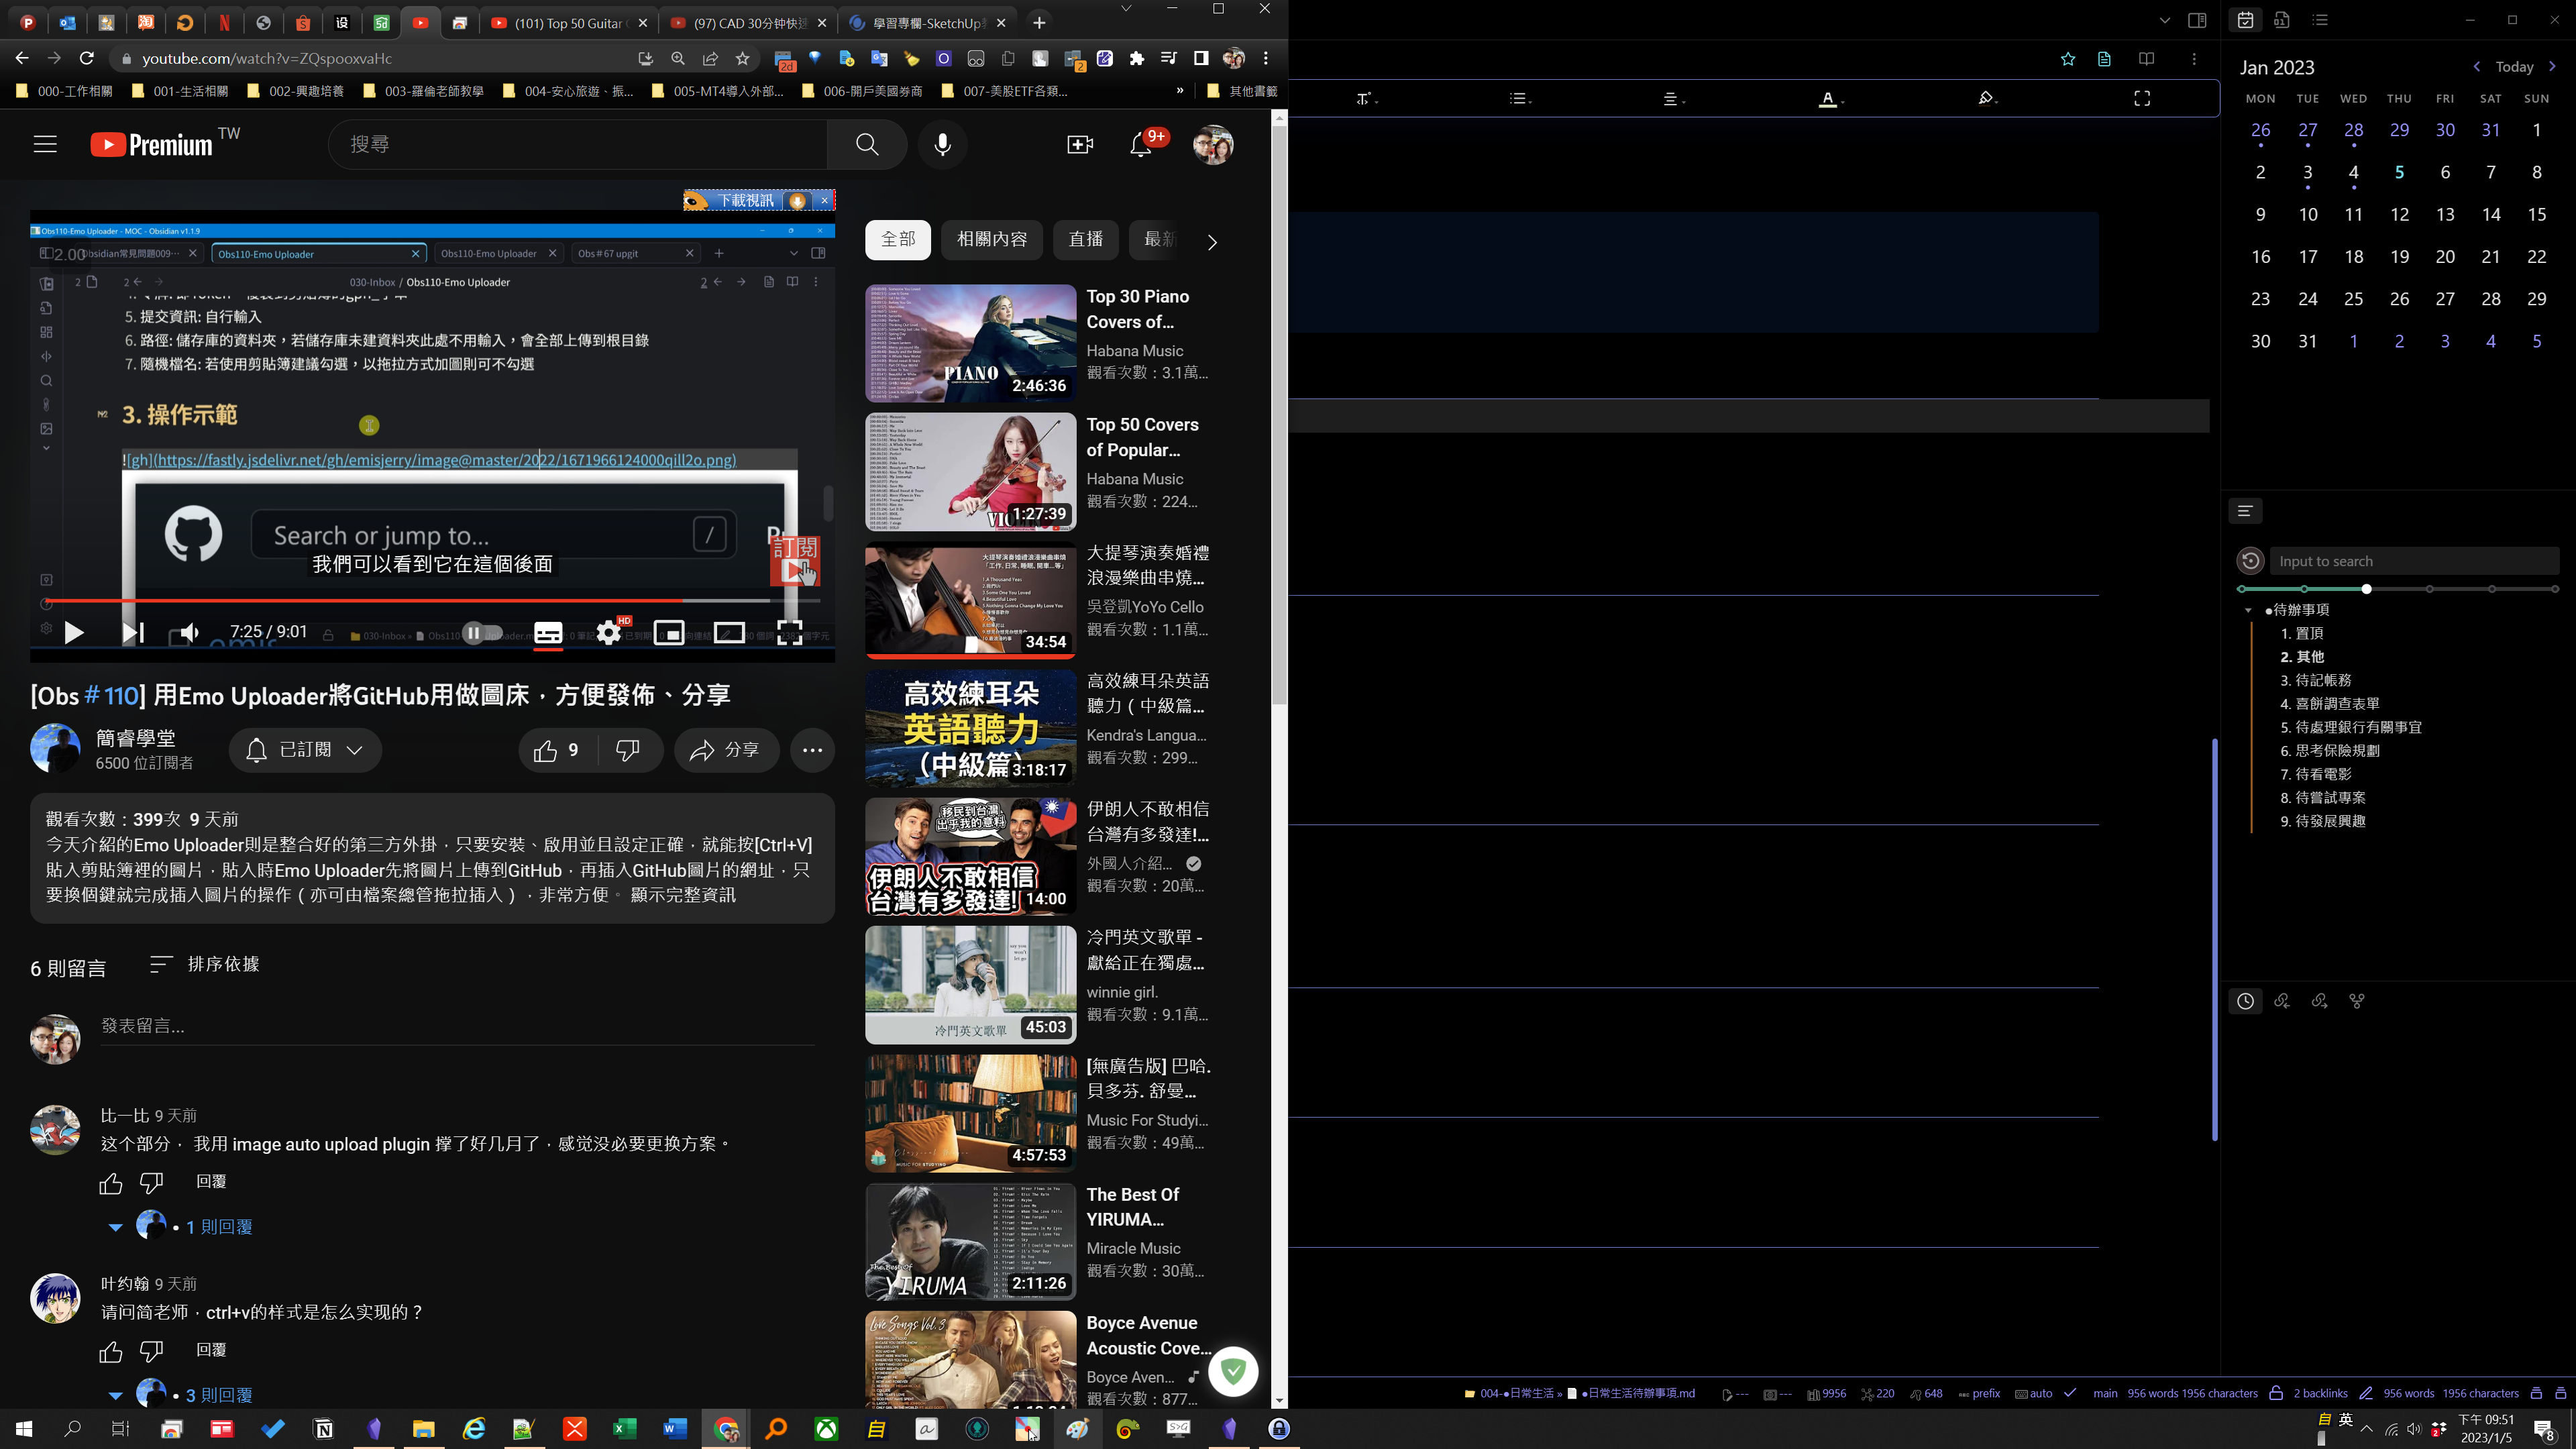 (101) Top 50 Guitar
(97) CAD 30分钟快速
學習專欄-SketchUp
youtube.com/watch?v=ZQspooxvaHc
2d
2
000-工作相關
001-生活相關
002-興趣培養
003-羅倫老師教學
004-安心旅遊、振...
005-MT4導入外部...
006-開戶美國券商
007-美股ETF各類...
»
其他書籤
Premium TW
搜尋
9+
下載視訊
Obs110-Emo Uploader - MOC - Obsidian v1.1.9
2.00
bsidian常見問題009…
Obs110-Emo Uploader
Obs110-Emo Uploader
Obs＃67 upgit
030-Inbox / Obs110-Emo Uploader
5. 提交資訊: 自行輸入
6. 路徑: 儲存庫的資料夾，若儲存庫未建資料夾此處不用輸入，會全部上傳到根目錄
7. 隨機檔名: 若使用剪貼簿建議勾選，以拖拉方式加圖則可不勾選
3. 操作示範
![gh](https://fastly.jsdelivr.net/gh/emisjerry/image@master/2022/1671966124000qill2o.png)
Search or jump to...
/
訂閱
我們可以看到它在這個後面
7:25 / 9:01
HD
[Obs＃110] 用Emo Uploader將GitHub用做圖床，方便發佈、分享
簡睿學堂
6500 位訂閱者
已訂閱
9
分享
觀看次數：399次 9 天前
今天介紹的Emo Uploader則是整合好的第三方外掛，只要安裝、啟用並且設定正確，就能按[Ctrl+V]
貼入剪貼簿裡的圖片，貼入時Emo Uploader先將圖片上傳到GitHub，再插入GitHub圖片的網址，只
要換個鍵就完成插入圖片的操作（亦可由檔案總管拖拉插入），非常方便。 顯示完整資訊
6 則留言
排序依據
發表留言...
比一比 9 天前
这个部分， 我用 image auto upload plugin 撐了好几月了，感觉没必要更换方案。
回覆
• 1 則回覆
叶约翰 9 天前
请问简老师，ctrl+v的样式是怎么实现的？
回覆
• 3 則回覆
全部
相關內容
直播
最新
PIANO
2:46:36
Top 30 Piano
Covers of...
Habana Music
觀看次數：3.1萬...
1:27:39
Top 50 Covers
of Popular...
Habana Music
觀看次數：224...
大提琴演奏婚禮浪漫樂曲串燒
34:54
大提琴演奏婚禮
浪漫樂曲串燒...
吳登凱YoYo Cello
觀看次數：1.1萬...
高效練耳朵
英語聽力
（中級篇）
3:18:17
高效練耳朵英語
聽力（中級篇...
Kendra's Langua...
觀看次數：299...
移民到台灣,
出乎我的意料
伊朗人不敢相信
台灣有多發達!
14:00
伊朗人不敢相信
台灣有多發達!...
外國人介紹...
觀看次數：20萬...
冷門英文歌單
45:03
冷門英文歌單 -
獻給正在獨處...
winnie girl.
觀看次數：9.1萬...
MUSIC FOR STUDYING
4:57:53
[無廣告版] 巴哈.
貝多芬. 舒曼...
Music For Studyi...
觀看次數：49萬...
The Best Of
YIRUMA
2:11:26
The Best Of
YIRUMA...
Miracle Music
觀看次數：30萬...
Love Songs Vol. 3
Boyce Avenue
Acoustic Cove...
Boyce Aven...
觀看次數：877...
Jan 2023
Today
MON TUE WED THU FRI SAT SUN
26 27 28 29 30 31 1
2 3 4 5 6 7 8
9 10 11 12 13 14 15
16 17 18 19 20 21 22
23 24 25 26 27 28 29
30 31 1 2 3 4 5
Input to search
●待辦事項
1. 置頂
2. 其他
3. 待記帳務
4. 喜餅調查表單
5. 待處理銀行有關事宜
6. 思考保險規劃
7. 待看電影
8. 待嘗試專案
9. 待發展興趣
004-●日常生活 » ●日常生活待辦事項.md
---
---
9956
220
648
prefix
auto
main
956 words 1956 characters
2 backlinks
956 words
1956 characters
自
英
下午 09:51
2023/1/5
8